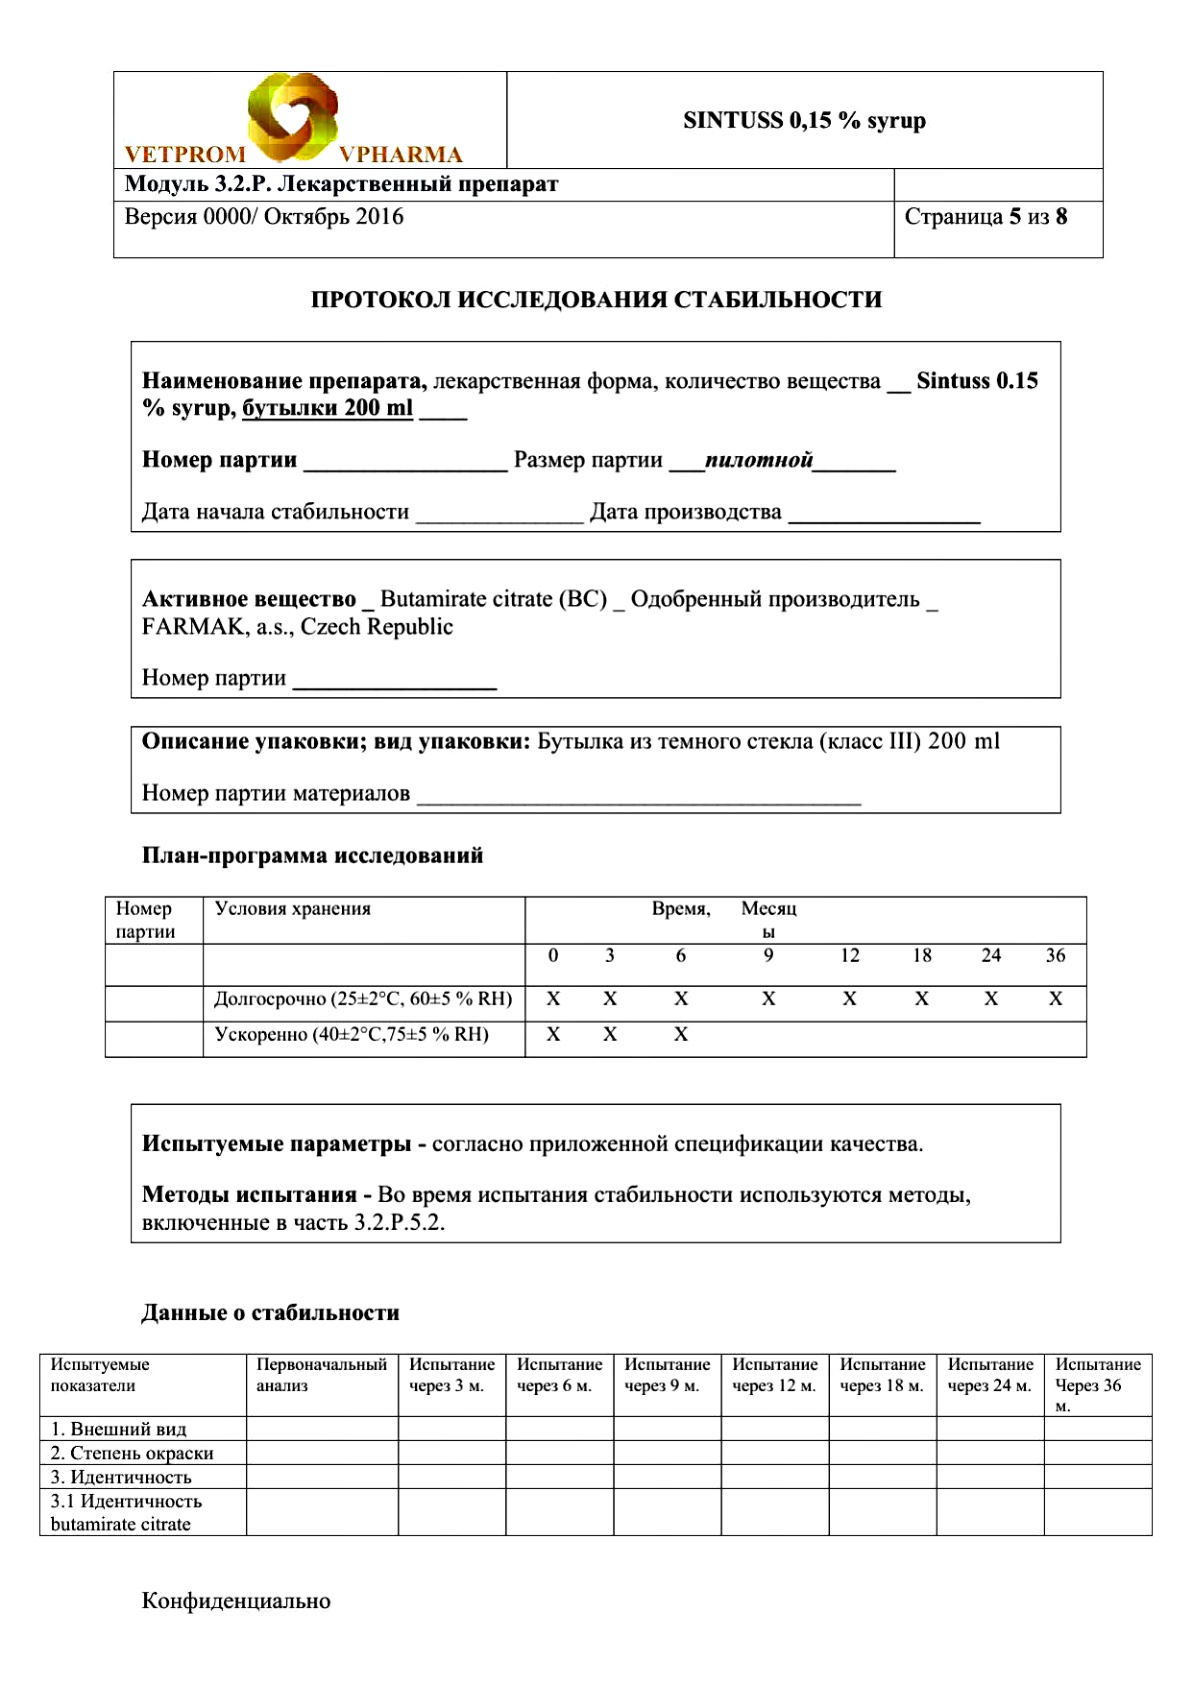 VETPROM VPHARMA
SINTUSS 0,15 % syrup
Модуль 3.2.P. Лекарственный препарат
Версия 0000/ Октябрь 2016
Страница 5 из 8
ПРОТОКОЛ ИССЛЕДОВАНИЯ СТАБИЛЬНОСТИ
Наименование препарата, лекарственная форма, количество вещества __ Sintuss 0.15
% syrup, бутылки 200 ml ____
Номер партии _________________ Размер партии ___пилотной_______
Дата начала стабильности ______________ Дата производства ________________
Активное вещество _ Butamirate citrate (BC) _ Одобренный производитель _
FARMAK, a.s., Czech Republic
Номер партии _________________
Описание упаковки; вид упаковки: Бутылка из темного стекла (класс III) 200 ml
Номер партии материалов _____________________________________
План-программа исследований
Номер Условия хранения Время, Месяц
партии ы
0 3 6 9 12 18 24 36
Долгосрочно (25±2°C, 60±5 % RH) X X X X X X X X
Ускоренно (40±2°C,75±5 % RH) X X X
Испытуемые параметры - согласно приложенной спецификации качества.
Методы испытания - Во время испытания стабильности используются методы,
включенные в часть 3.2.P.5.2.
Данные о стабильности
Испытуемые Первоначальный Испытание Испытание Испытание Испытание Испытание Испытание Испытание
показатели анализ через 3 м. через 6 м. через 9 м. через 12 м. через 18 м. через 24 м. Через 36
м.
1. Внешний вид
2. Степень окраски
3. Идентичность
3.1 Идентичность
butamirate citrate
Конфиденциально